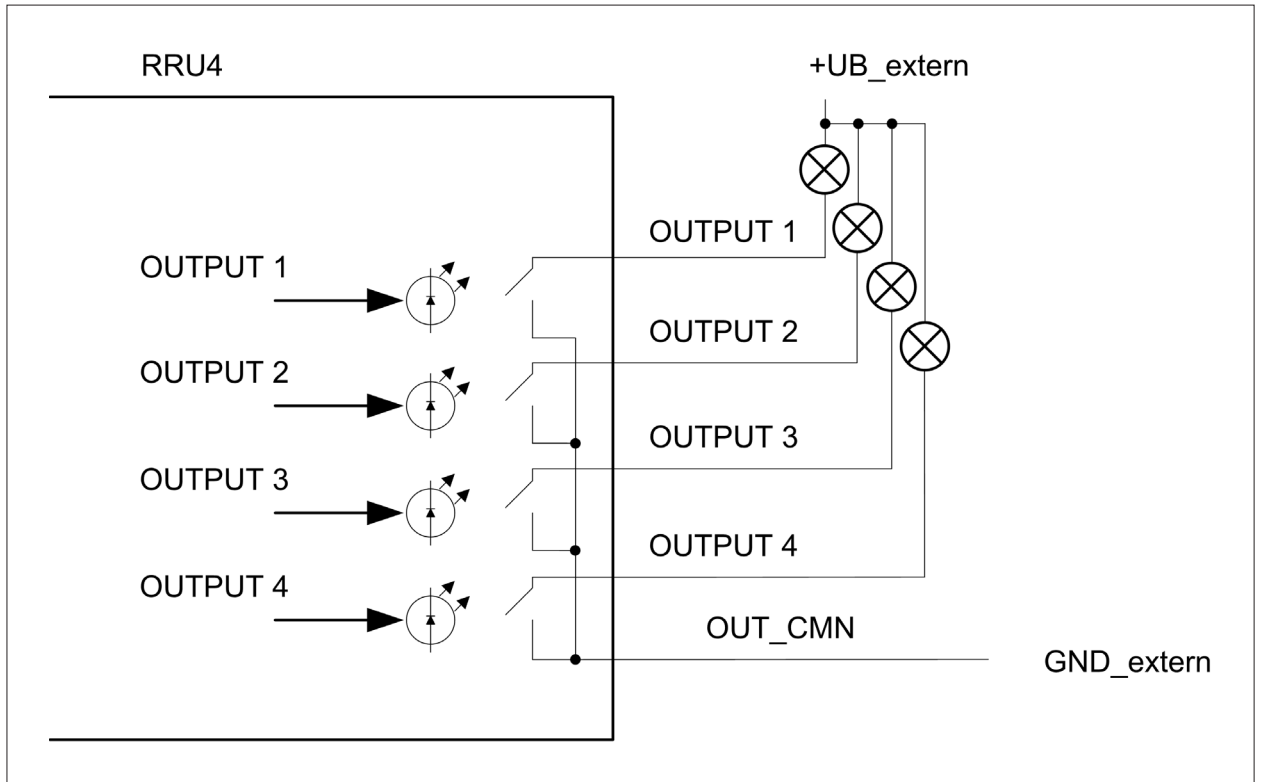 RRU4
+UB_extern
OUTPUT 1
OUTPUT 1
OUTPUT 2
OUTPUT 2
OUTPUT 3
OUTPUT 3
OUTPUT 4
OUTPUT 4
OUT_CMN
GND_extern